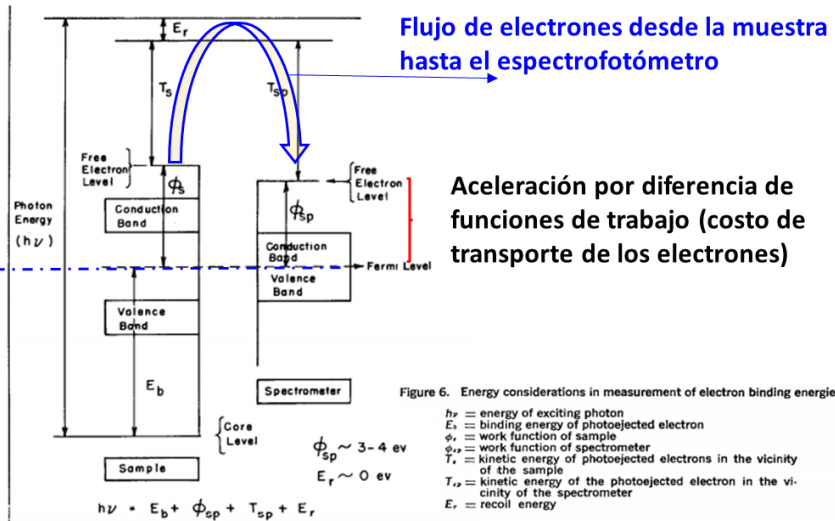 Flujo de electrones desde la muestra
hasta el espectrofotómetro
Er
Ts
Tsp
Free
Electron
Level
ϕs
Free
Electron
Level
ϕsp
Aceleración por diferencia de
funciones de trabajo (costo de
transporte de los electrones)
Photon
Energy
(hν)
Conduction
Band
Conduction
Band
Fermi Level
Valence
Band
Valence
Band
Eb
Spectrometer
Core
Level
Sample
ϕsp ~ 3-4 ev
Er ~ 0 ev
hν = Eb + ϕsp + Tsp + Er
Figure 6. Energy considerations in measurement of electron binding energie
hν = energy of exciting photon
Eb = binding energy of photoejected electron
ϕs = work function of sample
ϕsp = work function of spectrometer
Ts = kinetic energy of photoejected electrons in the vicinity
of the sample
Tsp = kinetic energy of the photoejected electron in the vi-
cinity of the spectrometer
Er = recoil energy